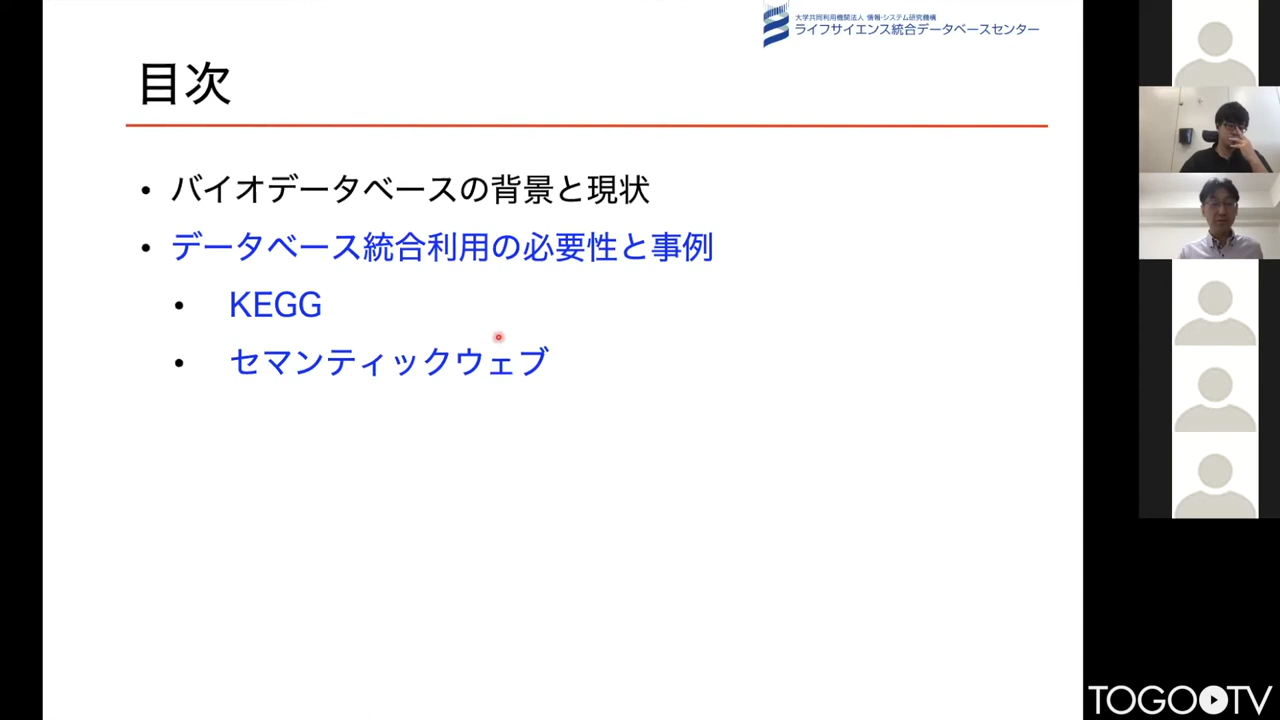 大学共同利用機関法人 情報・システム研究機構
ライフサイエンス統合データベースセンター
目次
• バイオデータベースの背景と現状
• データベース統合利用の必要性と事例
• KEGG
• セマンティックウェブ
TOGO TV